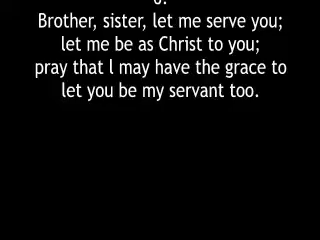 6.
Brother, sister, let me serve you;
let me be as Christ to you;
pray that l may have the grace to
let you be my servant too.